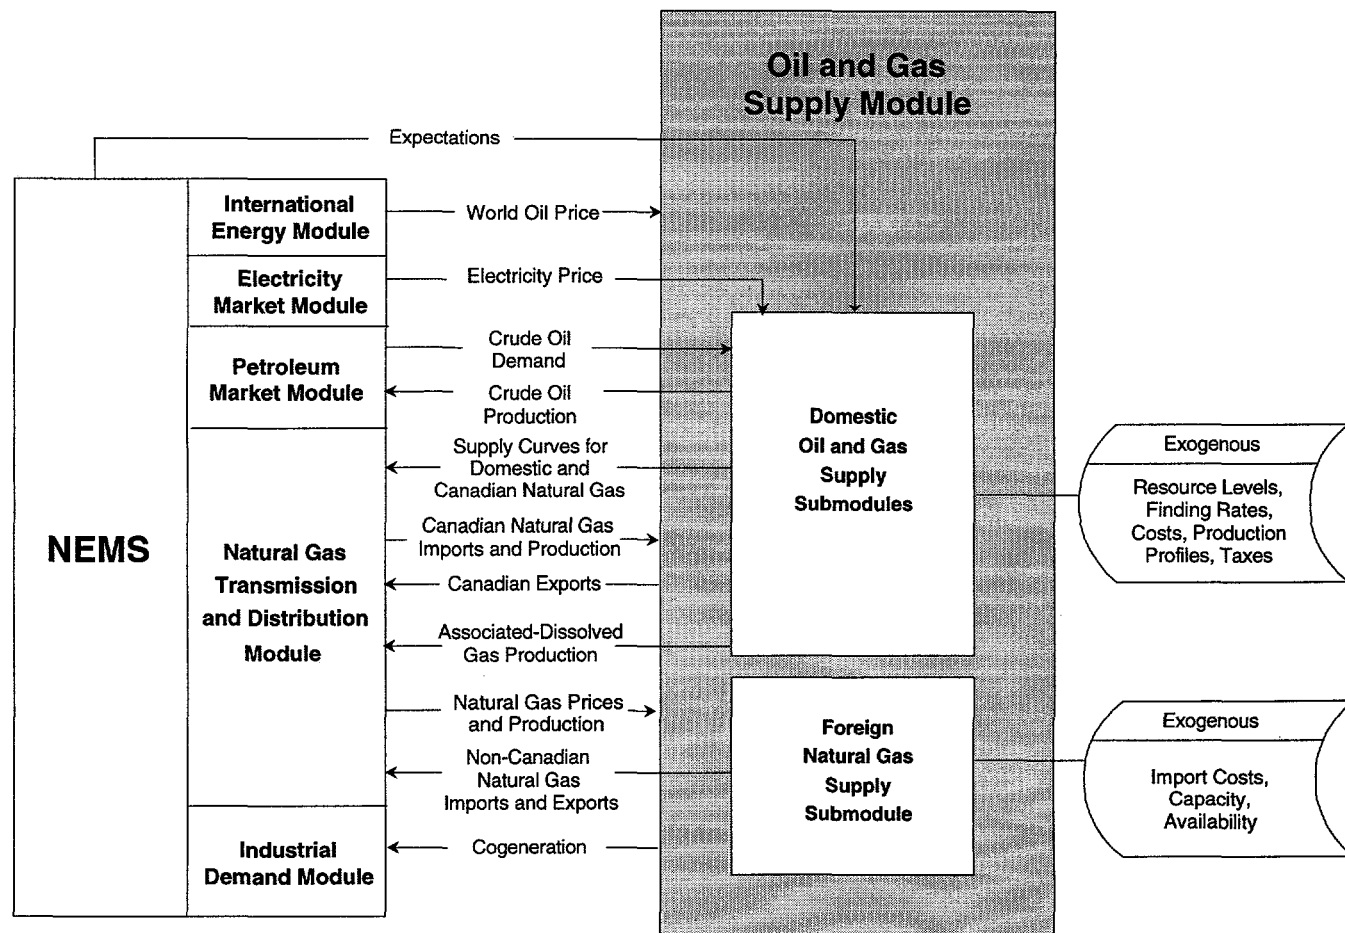 Oil and Gas
Supply Module
Expectations
NEMS
International
Energy Module
World Oil Price
Electricity
Market Module
Electricity Price
Petroleum
Market Module
Crude Oil
Demand
Crude Oil
Production
Natural Gas
Transmission
and Distribution
Module
Supply Curves for
Domestic and
Canadian Natural Gas
Canadian Natural Gas
Imports and Production
Canadian Exports
Associated-Dissolved
Gas Production
Natural Gas Prices
and Production
Non-Canadian
Natural Gas
Imports and Exports
Industrial
Demand Module
Cogeneration
Domestic
Oil and Gas
Supply
Submodules
Foreign
Natural Gas
Supply
Submodule
Exogenous
Resource Levels,
Finding Rates,
Costs, Production
Profiles, Taxes
Exogenous
Import Costs,
Capacity,
Availability